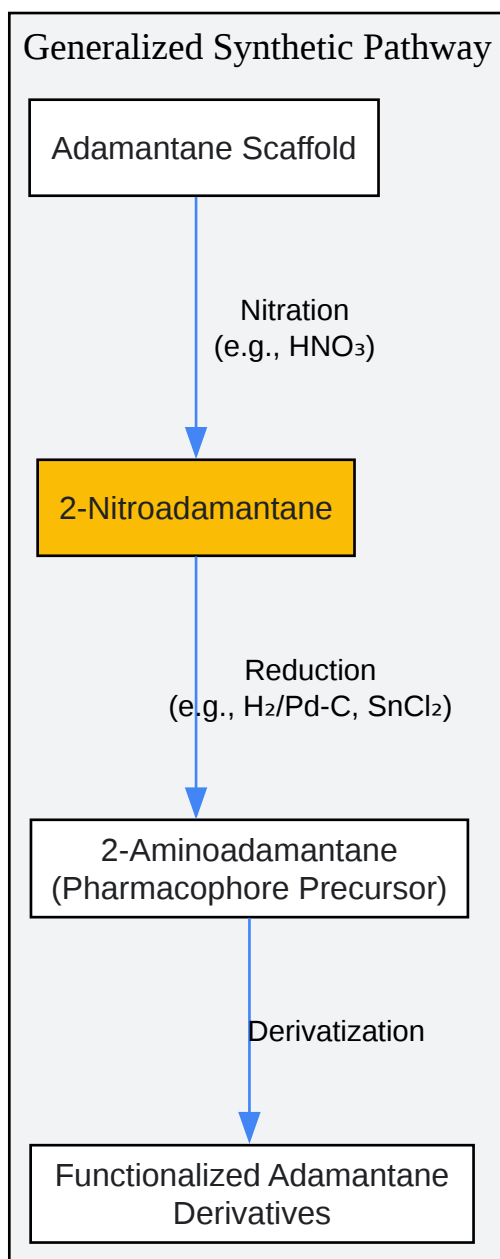 Generalized Synthetic Pathway
Adamantane Scaffold
Nitration
(e.g., HNO₃)
2-Nitroadamantane
Reduction
(e.g., H₂/Pd-C, SnCl₂)
2-Aminoadamantane
(Pharmacophore Precursor)
Derivatization
Functionalized Adamantane
Derivatives